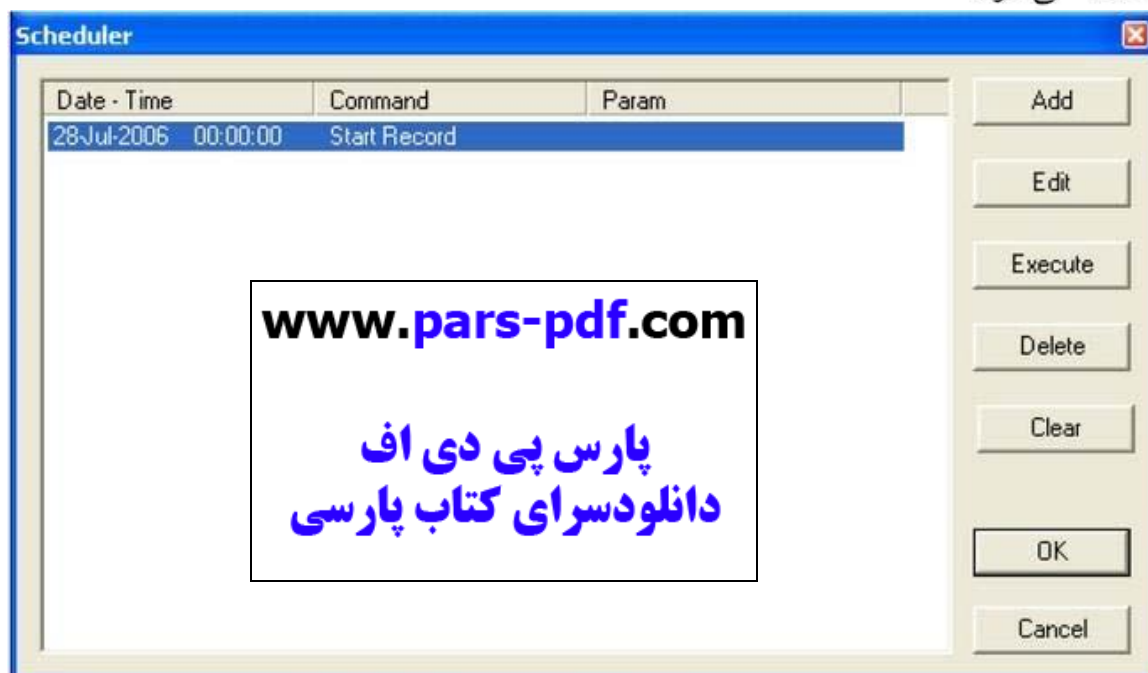 Scheduler
Date - Time Command Param
28-Jul-2006 00:00:00 Start Record
Add
Edit
Execute
Delete
Clear
OK
Cancel
www.pars-pdf.com
پارس پی دی اف
دانلودسرای کتاب پارسی